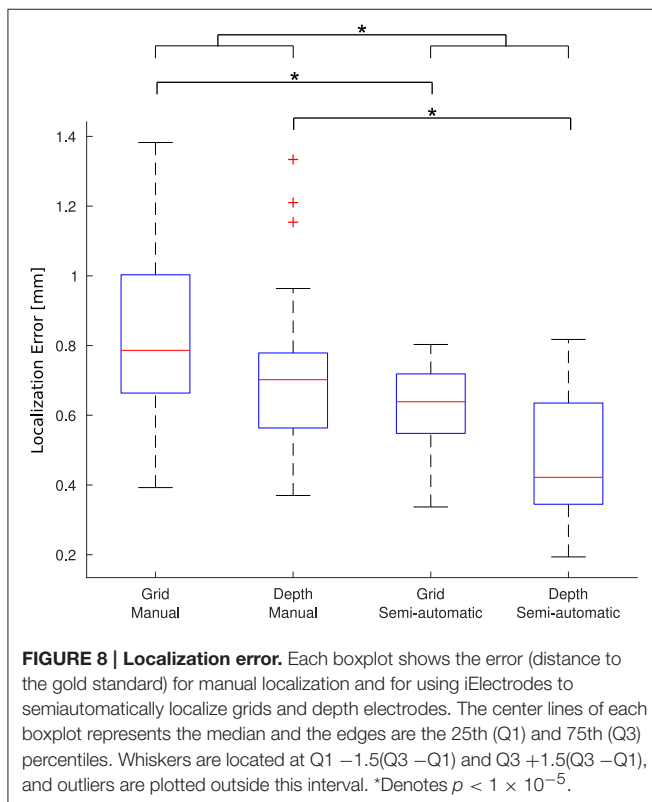 *
*
*
1.4
1.2
1
0.8
0.6
0.4
0.2
Localization Error [mm]
Grid
Manual
Depth
Manual
Grid
Semi-automatic
Depth
Semi-automatic
FIGURE 8 | Localization error. Each boxplot shows the error (distance to
the gold standard) for manual localization and for using iElectrodes to
semiautomatically localize grids and depth electrodes. The center lines of each
boxplot represents the median and the edges are the 25th (Q1) and 75th (Q3)
percentiles. Whiskers are located at Q1 −1.5(Q3 −Q1) and Q3 +1.5(Q3 −Q1),
and outliers are plotted outside this interval. *Denotes p < 1 × 10⁻⁵.